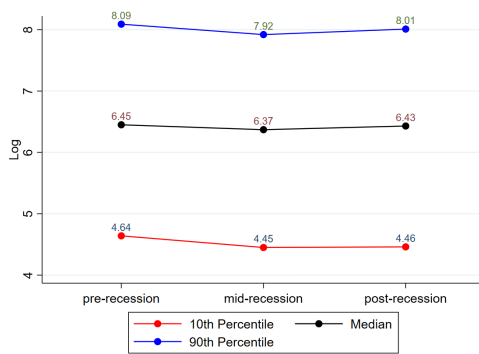 8.09
7.92
8.01
8
7
6.45
6.37
6.43
Log
6
5
4.64
4.45
4.46
4
pre-recession
mid-recession
post-recession
10th Percentile
Median
90th Percentile